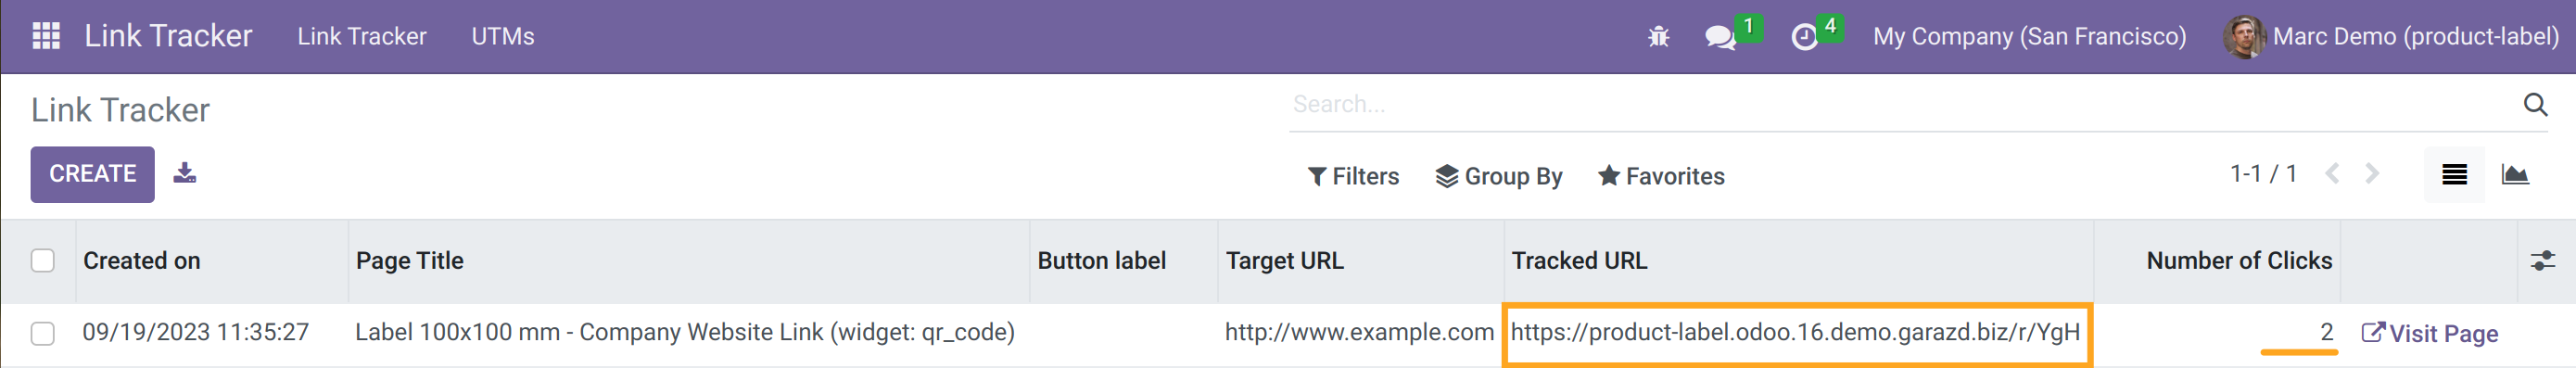 Link Tracker Link Tracker UTMs 1 4 My Company (San Francisco) Marc Demo (product-label)
Link Tracker Search...
CREATE Filters Group By Favorites 1-1 / 1
Created on Page Title Button label Target URL Tracked URL Number of Clicks
09/19/2023 11:35:27 Label 100x100 mm - Company Website Link (widget: qr_code) http://www.example.com https://product-label.odoo.16.demo.garazd.biz/r/YgH 2 Visit Page